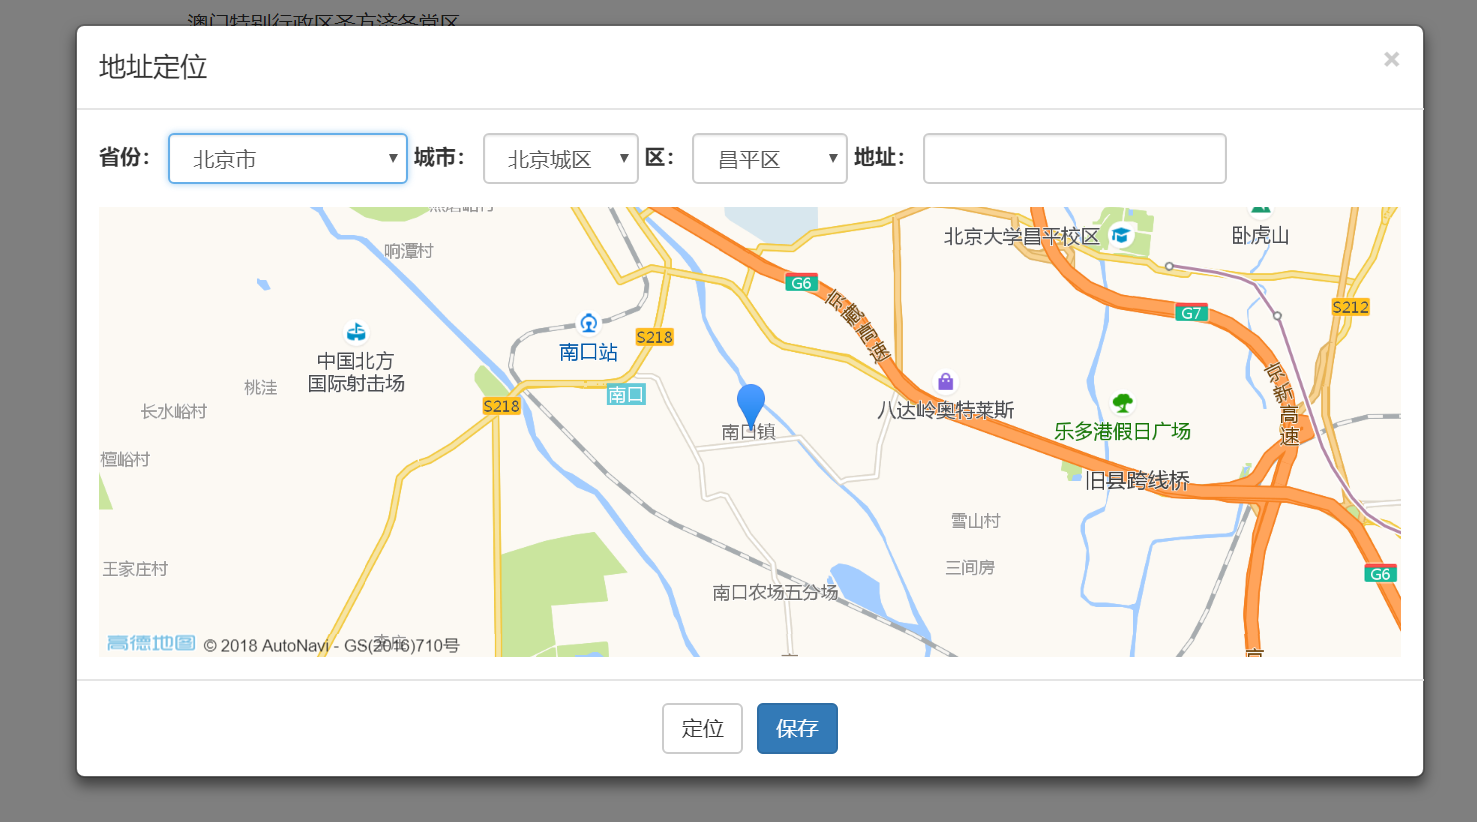 澳门特别行政区圣方济各堂区
地址定位
×
省份： 北京市 城市： 北京城区 区： 昌平区 地址：
响潭村
北京大学昌平校区
卧虎山
G6
京藏高速
G7
S212
南口站
S218
中国北方
国际射击场
桃洼
南口
S218
长水峪村
南口镇
八达岭奥特莱斯
京新高速
乐多港假日广场
檀峪村
旧县跨线桥
雪山村
王家庄村
三间房
G6
南口农场五分场
高德地图 © 2018 AutoNavi - GS(2016)710号
高
定位 保存